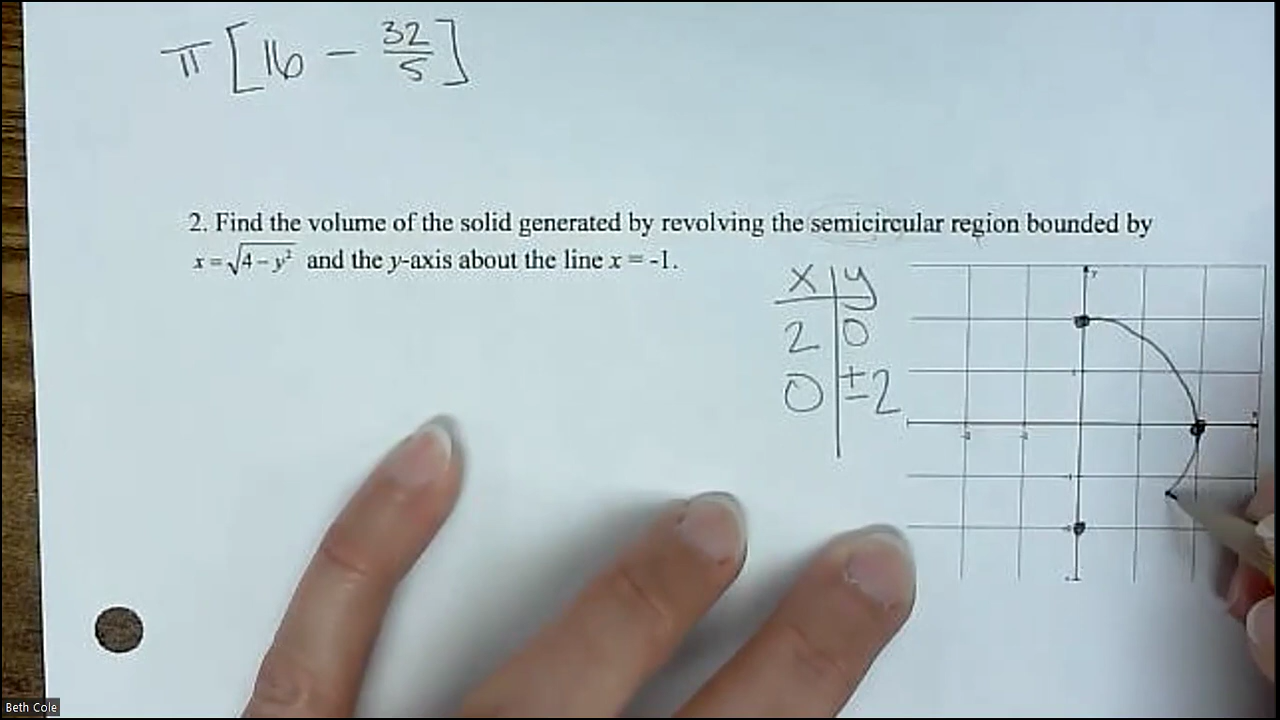 π[16 - 32/5]
2. Find the volume of the solid generated by revolving the semicircular region bounded by
x = √4 - y² and the y-axis about the line x = -1.
x | y
2 | 0
0 | ±2
Beth Cole